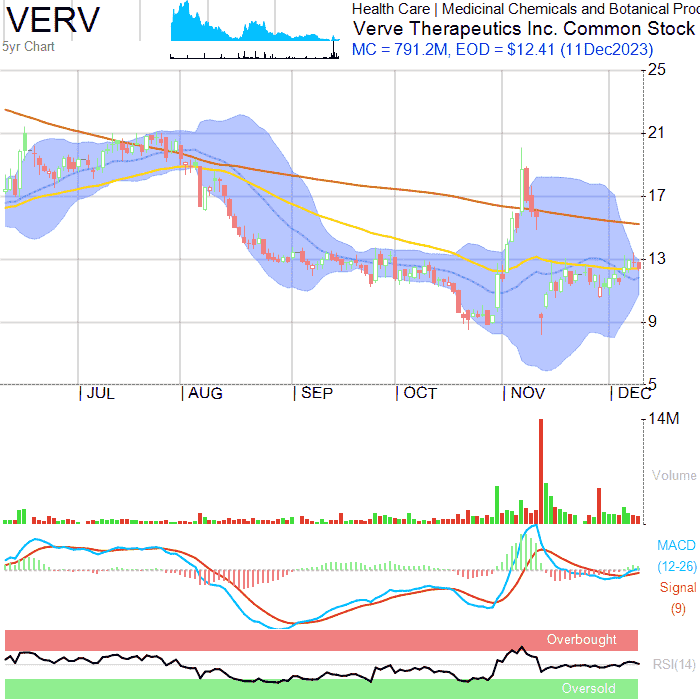 VERV
5yr Chart
Health Care | Medicinal Chemicals and Botanical Proc
Verve Therapeutics Inc. Common Stock
MC = 791.2M, EOD = $12.41 (11Dec2023)
25
21
17
13
9
5
JUL AUG SEP OCT NOV DEC
14M
Volume
MACD
(12-26)
Signal
(9)
Overbought
RSI(14)
Oversold